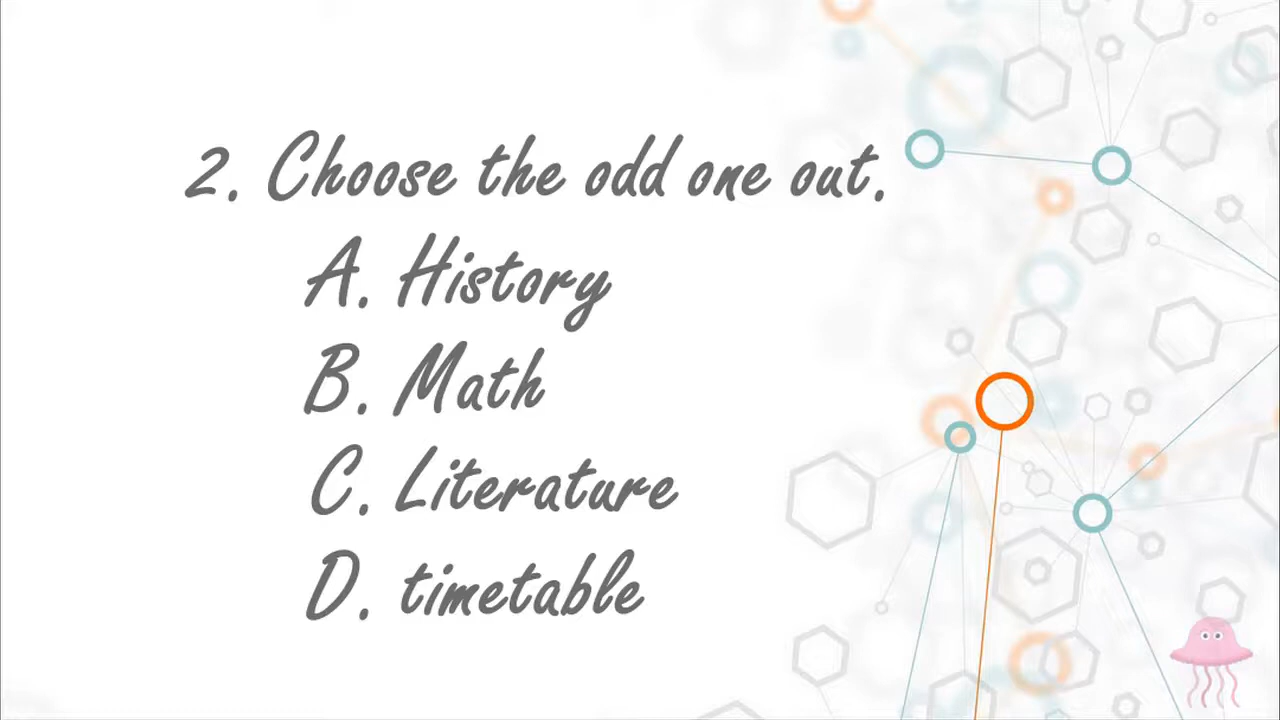 2. Choose the odd one out.
A. History
B. Math
C. Literature
D. timetable